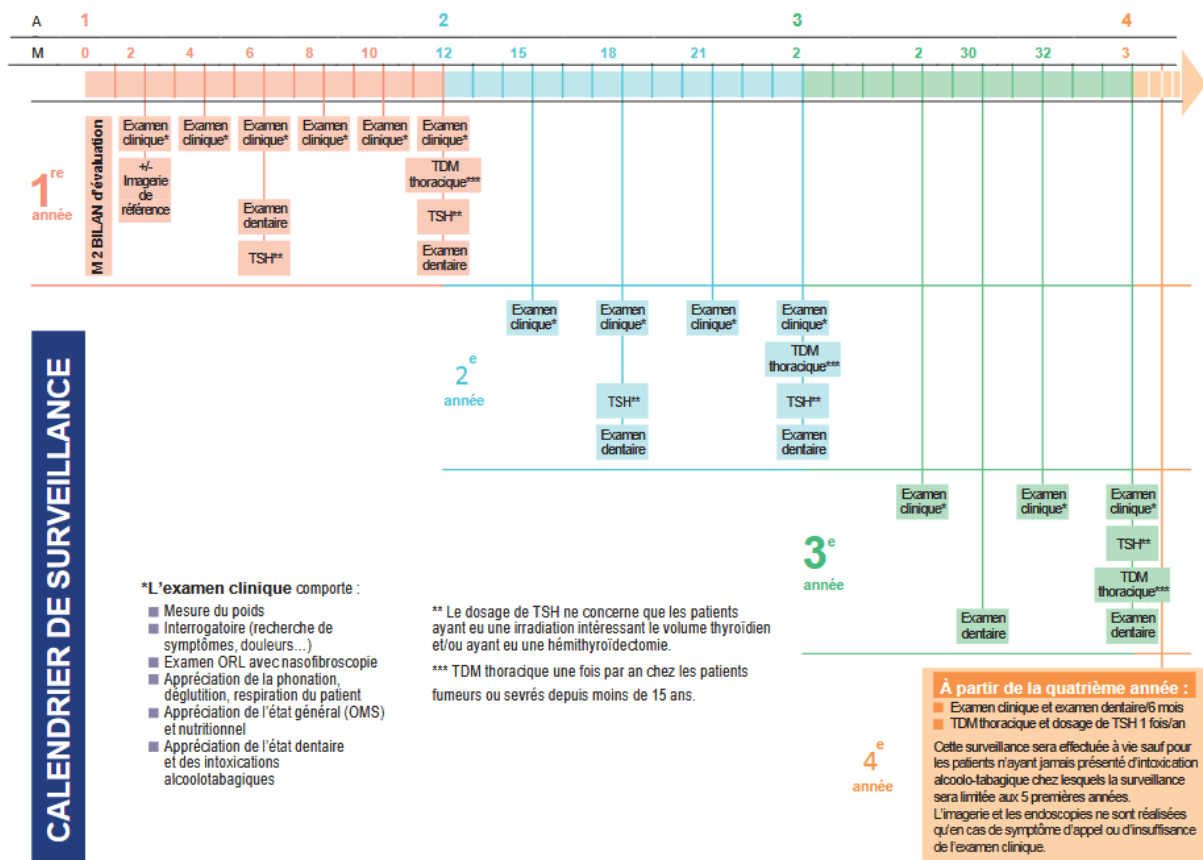 A 1 2 3 4
M 0 2 4 6 8 10 12 15 18 21 2 2 30 32 3
1re
année
M 2 BILAN d'évaluation
Examen
clinique*
+/-
Imagerie
de
référence
Examen
clinique*
Examen
clinique*
Examen
dentaire
TSH**
Examen
clinique*
Examen
clinique*
Examen
clinique*
TDM
thoracique***
TSH**
Examen
dentaire
2e
année
Examen
clinique*
Examen
clinique*
TSH**
Examen
dentaire
Examen
clinique*
Examen
clinique*
TDM
thoracique***
TSH**
Examen
dentaire
3e
année
Examen
clinique*
Examen
dentaire
Examen
clinique*
Examen
clinique*
TSH**
TDM
thoracique***
Examen
dentaire
CALENDRIER DE SURVEILLANCE
*L'examen clinique comporte :
Mesure du poids
Interrogatoire (recherche de
symptômes, douleurs...)
Examen ORL avec nasofibroscopie
Appréciation de la phonation,
déglutition, respiration du patient
Appréciation de l'état général (OMS)
et nutritionnel
Appréciation de l'état dentaire
et des intoxications
alcoolotabagiques
** Le dosage de TSH ne concerne que les patients
ayant eu une irradiation intéressant le volume thyroïdien
et/ou ayant eu une hémithyroïdectomie.
*** TDM thoracique une fois par an chez les patients
fumeurs ou sevrés depuis moins de 15 ans.
4e
année
À partir de la quatrième année :
Examen clinique et examen dentaire/6 mois
TDM thoracique et dosage de TSH 1 fois/an
Cette surveillance sera effectuée à vie sauf pour
les patients n'ayant jamais présenté d'intoxication
alcoolo-tabagique chez lesquels la surveillance
sera limitée aux 5 premières années.
L'imagerie et les endoscopies ne sont réalisées
qu'en cas de symptôme d'appel ou d'insuffisance
de l'examen clinique.